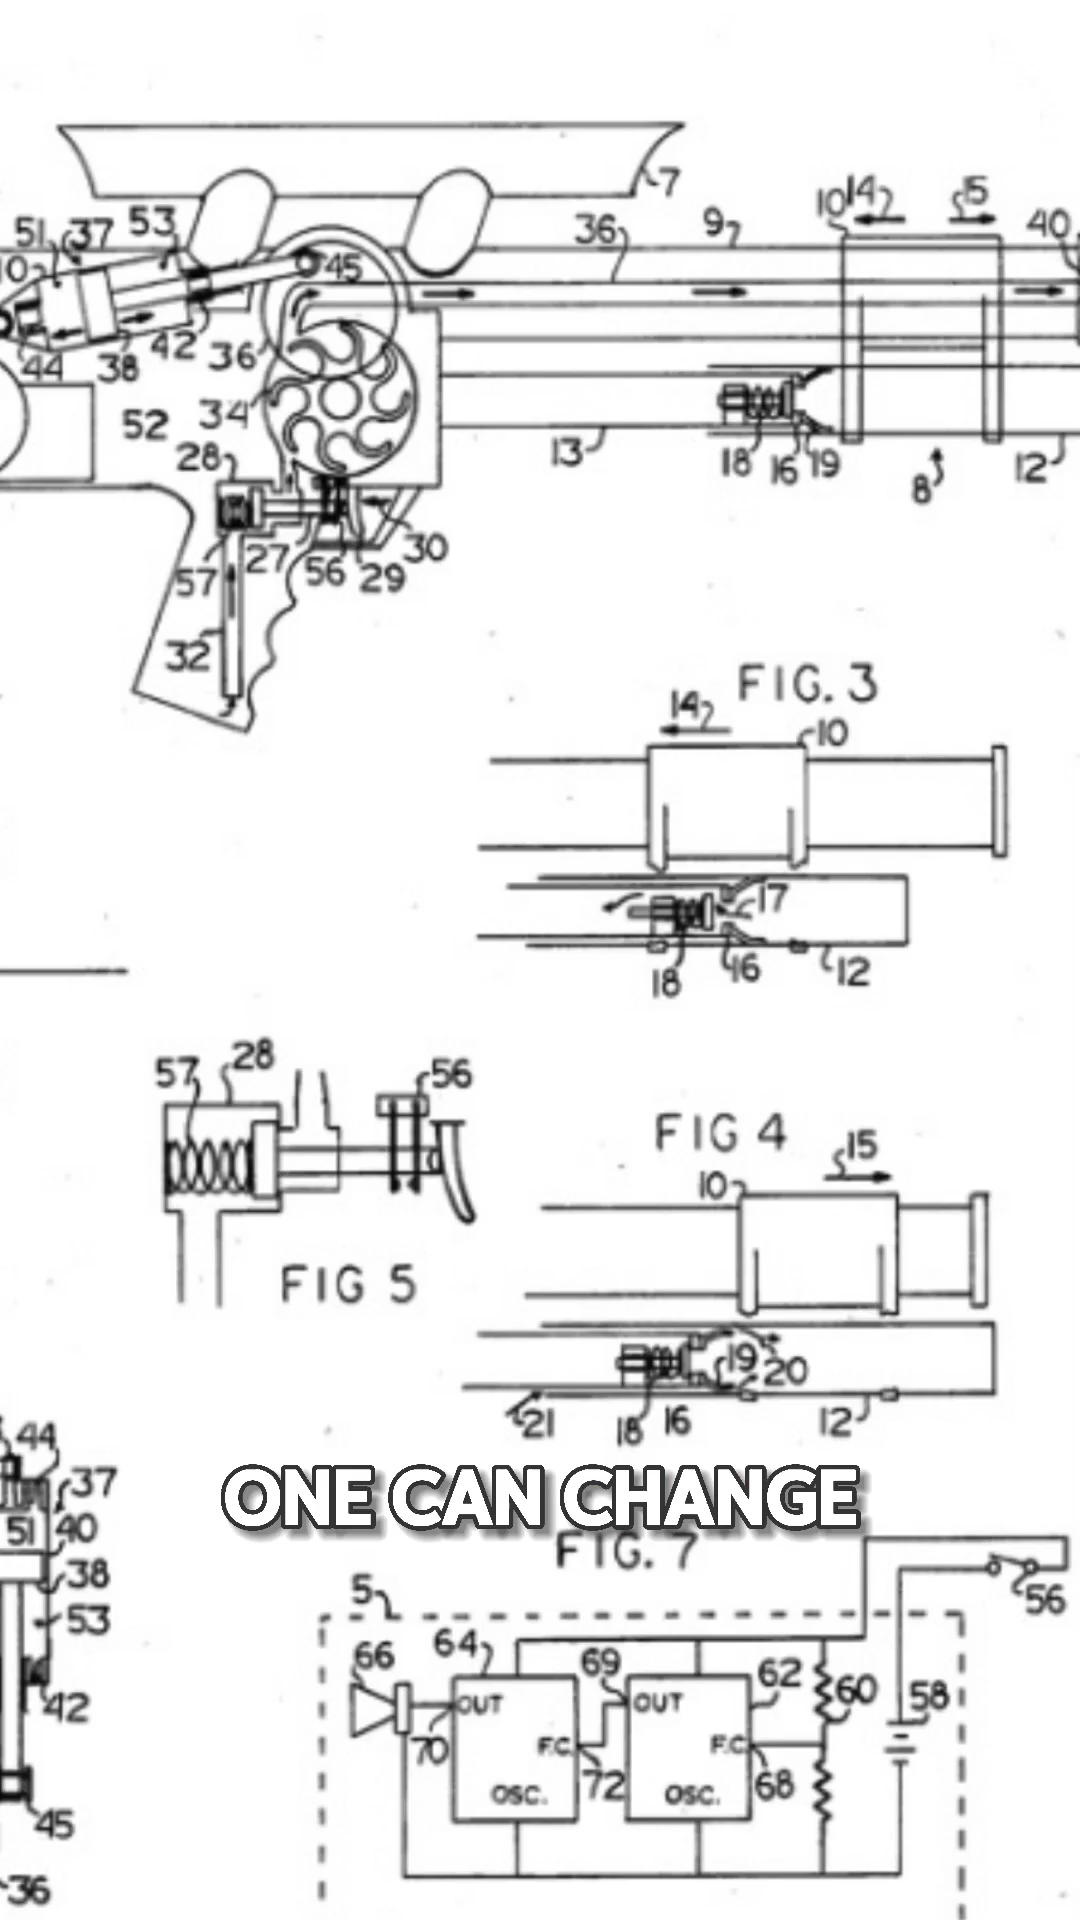 7
10 14 15
51 37 53 36 9 40
10 45
44 38 42 36
34
52
28 13 18 16 19 12
8
57 27 56 29 30
32
FIG. 3
14 10
17
18 16 12
57 28 56
FIG 4
15
10
FIG 5
19 20
21 18 16 12
44
37
51 40
38
53
42
45
36
ONE CAN CHANGE
FIG. 7
56
5
66 64 69 62 60 58
OUT OUT
70 F.C. F.C.
72 68
OSC. OSC.